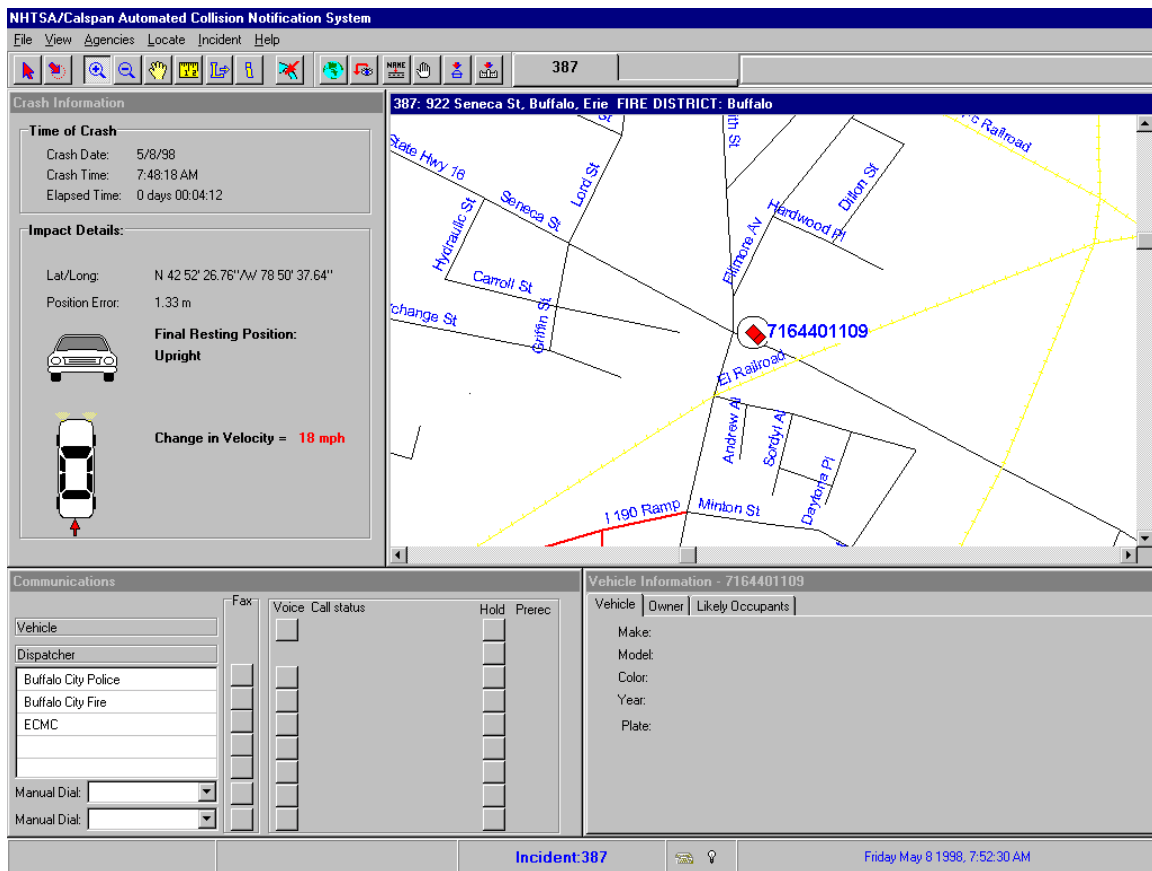 NHTSA/Calspan Automated Collision Notification System
File View Agencies Locate Incident Help
NAME
387
Crash Information
Time of Crash
Crash Date: 5/8/98
Crash Time: 7:48:18 AM
Elapsed Time: 0 days 00:04:12
Impact Details:
Lat/Long: N 42 52' 26.76"/W 78 50' 37.64"
Position Error: 1.33 m
Final Resting Position:
Upright
Change in Velocity = 18 mph
387: 922 Seneca St, Buffalo, Erie FIRE DISTRICT: Buffalo
St
ith St
rc Railroad
State Hwy 16
Lord St
Dillon St
Seneca St
Hydraulic St
Hardwood Pl
Ellmore Av
Carroll St
change St
Griffin St
7164401109
El Railroad
Andrew Al
Sordyl Al
Daytona Pl
I 190 Ramp
Minton St
Communications
Fax
Voice Call status Hold Prerec
Vehicle
Dispatcher
Buffalo City Police
Buffalo City Fire
ECMC
Manual Dial:
Manual Dial:
Vehicle Information - 7164401109
Vehicle Owner Likely Occupants
Make:
Model:
Color:
Year:
Plate:
Incident:387
Friday May 8 1998, 7:52:30 AM